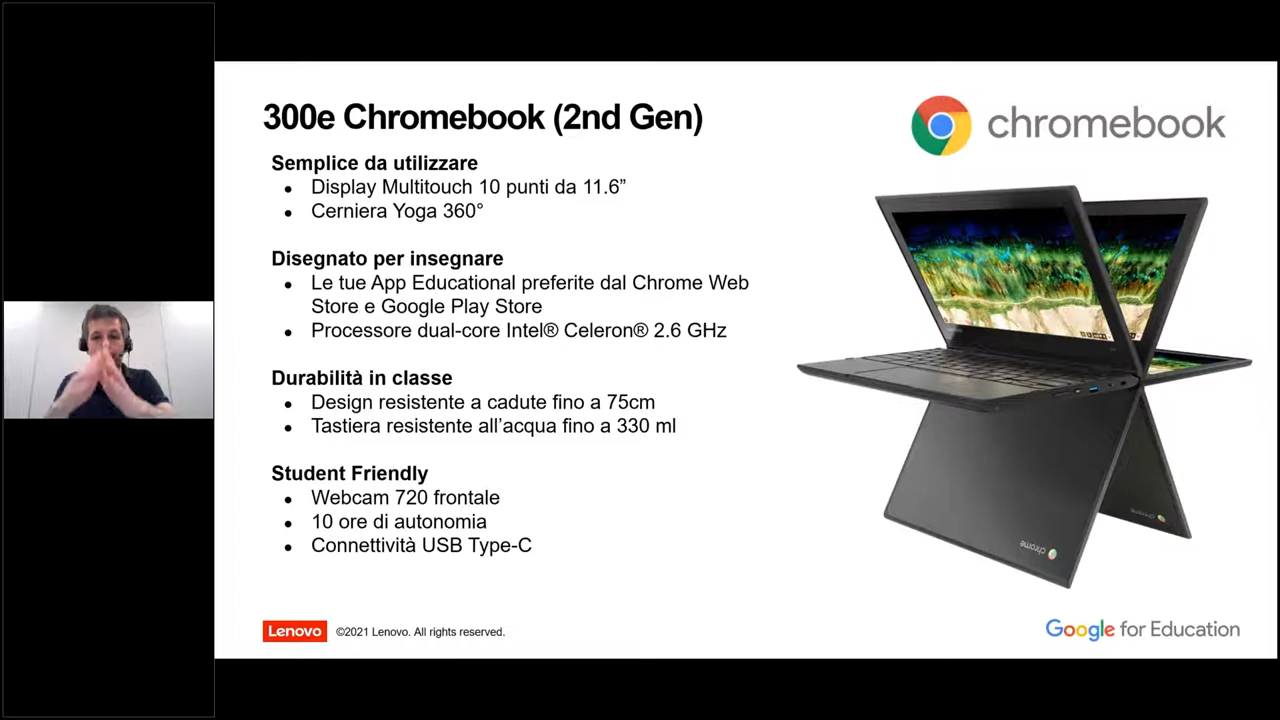 300e Chromebook (2nd Gen)
chromebook
Semplice da utilizzare
● Display Multitouch 10 punti da 11.6”
● Cerniera Yoga 360°
Disegnato per insegnare
● Le tue App Educational preferite dal Chrome Web
Store e Google Play Store
● Processore dual-core Intel® Celeron® 2.6 GHz
Durabilità in classe
● Design resistente a cadute fino a 75cm
● Tastiera resistente all’acqua fino a 330 ml
Student Friendly
● Webcam 720 frontale
● 10 ore di autonomia
● Connettività USB Type-C
chrome
Lenovo
©2021 Lenovo. All rights reserved.
Google for Education